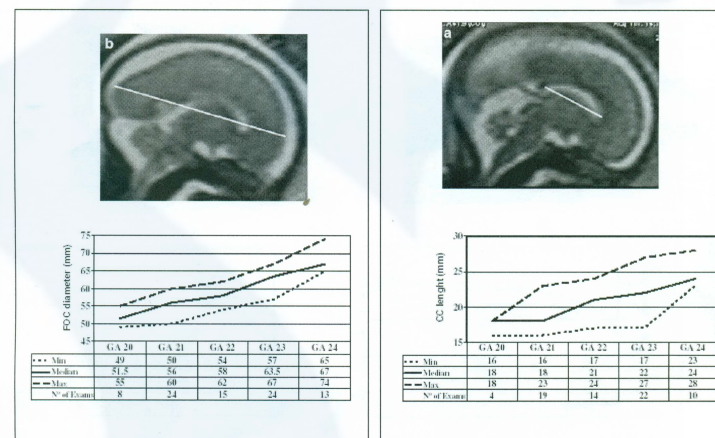 b
75
70
65
60
55
50
45
FOC diameter (mm)
GA 20 GA 21 GA 22 GA 23 GA 24
Min 49 50 54 57 65
Median 51.5 56 58 63.5 67
Max 55 60 62 67 74
Nº of Exams 8 24 15 24 13
a
30
25
20
15
CC lenght (mm)
GA 20 GA 21 GA 22 GA 23 GA 24
Min 16 16 17 17 23
Median 18 18 21 22 24
Max 18 23 24 27 28
Nº of Exams 4 19 14 22 10